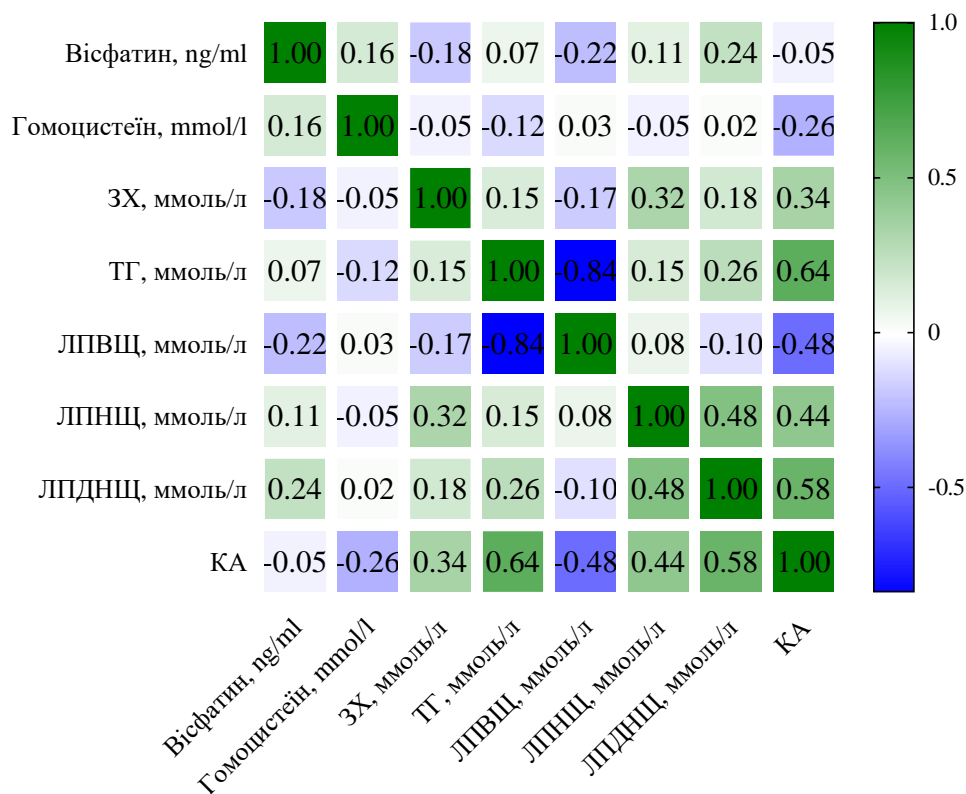 Вісфатин, ng/ml 1.00 0.16 -0.18 0.07 -0.22 0.11 0.24 -0.05
Гомоцистеїн, mmol/l 0.16 1.00 -0.05 -0.12 0.03 -0.05 0.02 -0.26
ЗХ, ммоль/л -0.18 -0.05 1.00 0.15 -0.17 0.32 0.18 0.34
ТГ, ммоль/л 0.07 -0.12 0.15 1.00 -0.84 0.15 0.26 0.64
ЛПВЩ, ммоль/л -0.22 0.03 -0.17 -0.84 1.00 0.08 -0.10 -0.48
ЛПНЩ, ммоль/л 0.11 -0.05 0.32 0.15 0.08 1.00 0.48 0.44
ЛПДНЩ, ммоль/л 0.24 0.02 0.18 0.26 -0.10 0.48 1.00 0.58
КА -0.05 -0.26 0.34 0.64 -0.48 0.44 0.58 1.00
Вісфатин, ng/ml
Гомоцистеїн, mmol/l
ЗХ, ммоль/л
ТГ, ммоль/л
ЛПВЩ, ммоль/л
ЛПНЩ, ммоль/л
ЛПДНЩ, ммоль/л
КА
1.0
0.5
0
-0.5